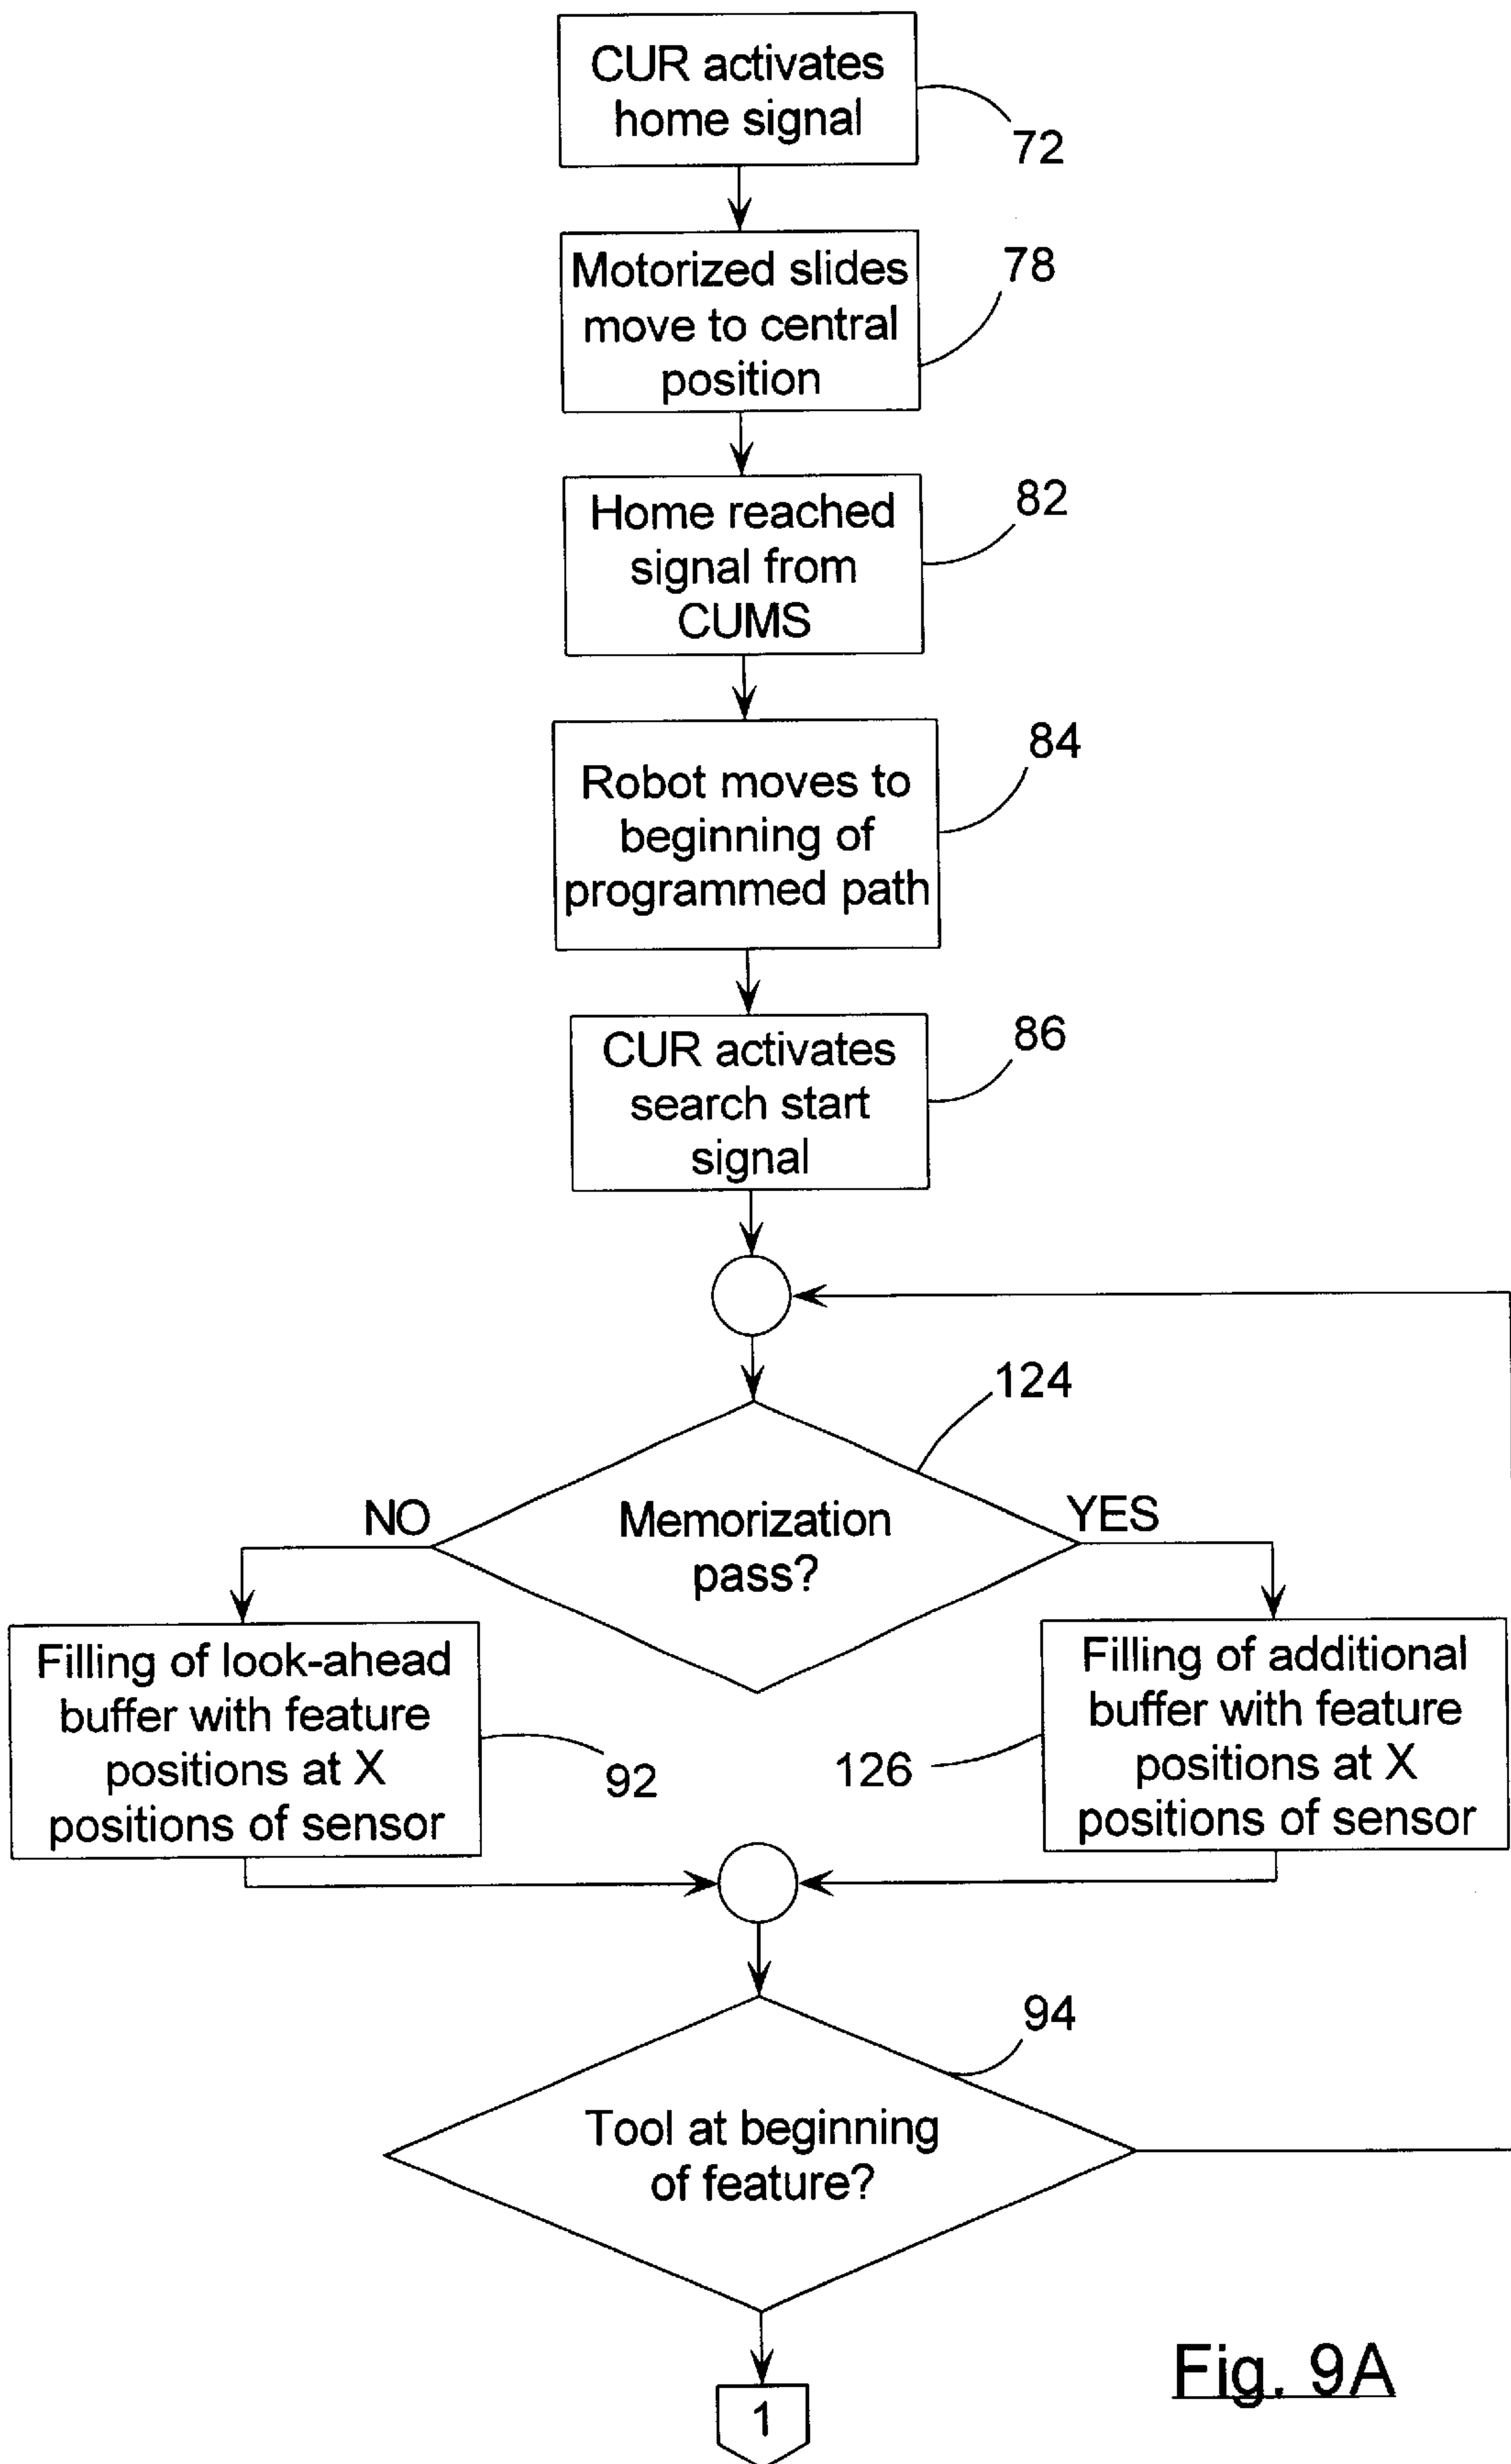 CUR activates
home signal
72
Motorized slides
move to central
position
78
Home reached
signal from
CUMS
82
Robot moves to
beginning of
programmed path
84
CUR activates
search start
signal
86
124
Memorization
pass?
NO
YES
Filling of look-ahead
buffer with feature
positions at X
positions of sensor
92
Filling of additional
buffer with feature
positions at X
positions of sensor
126
94
Tool at beginning
of feature?
1
Fig. 9A